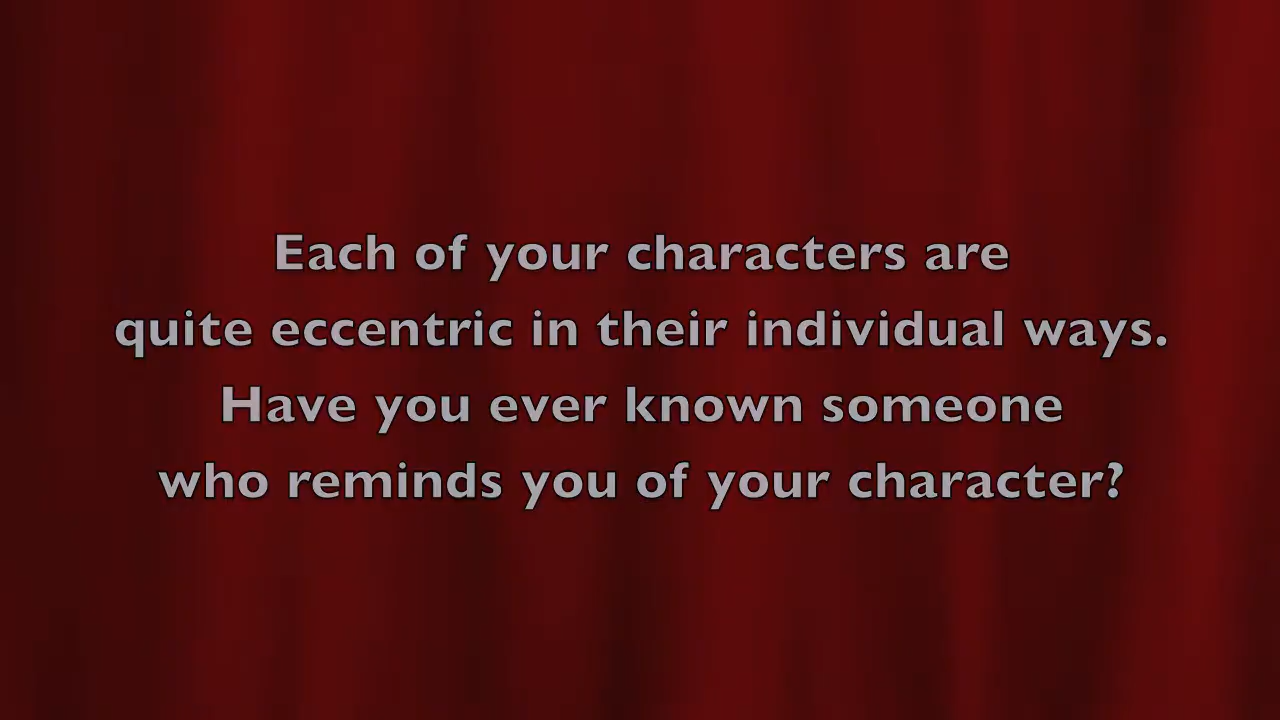 Each of your characters are
quite eccentric in their individual ways.
Have you ever known someone
who reminds you of your character?